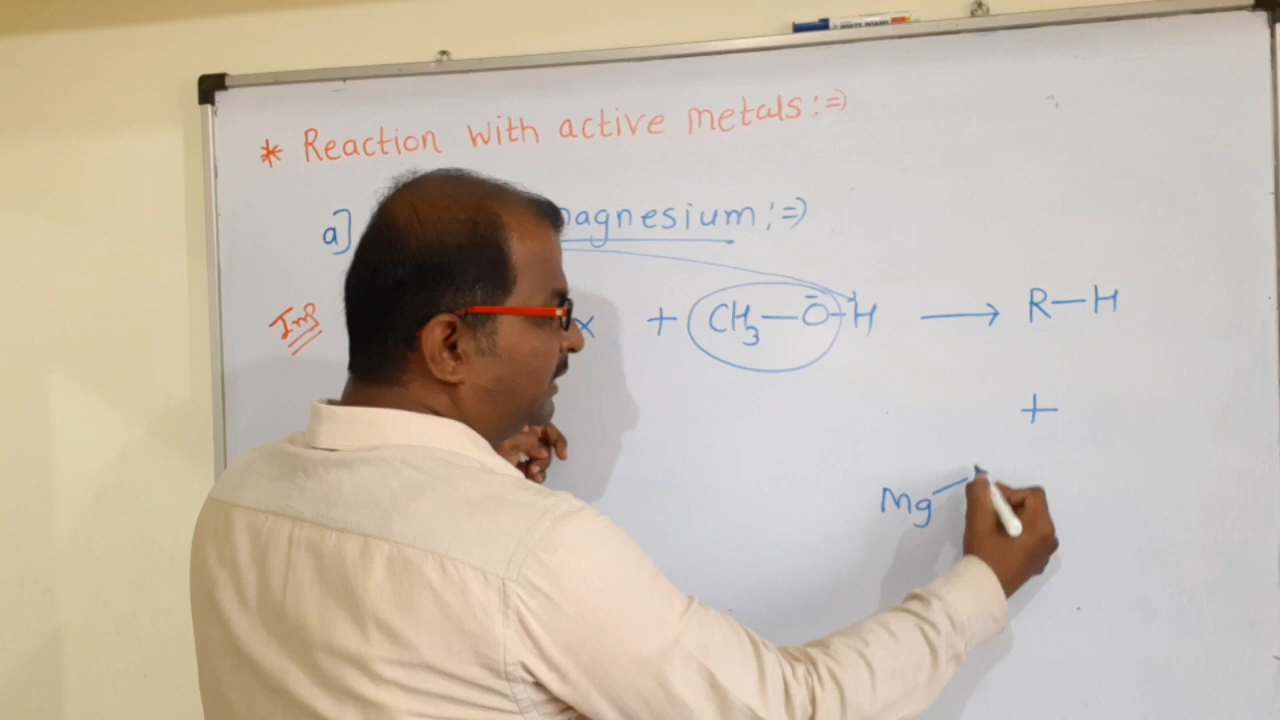 * Reaction with active metals :⇒
a] magnesium :⇒
Imp x + CH₃—O̅—H ⟶ R—H
+
Mg